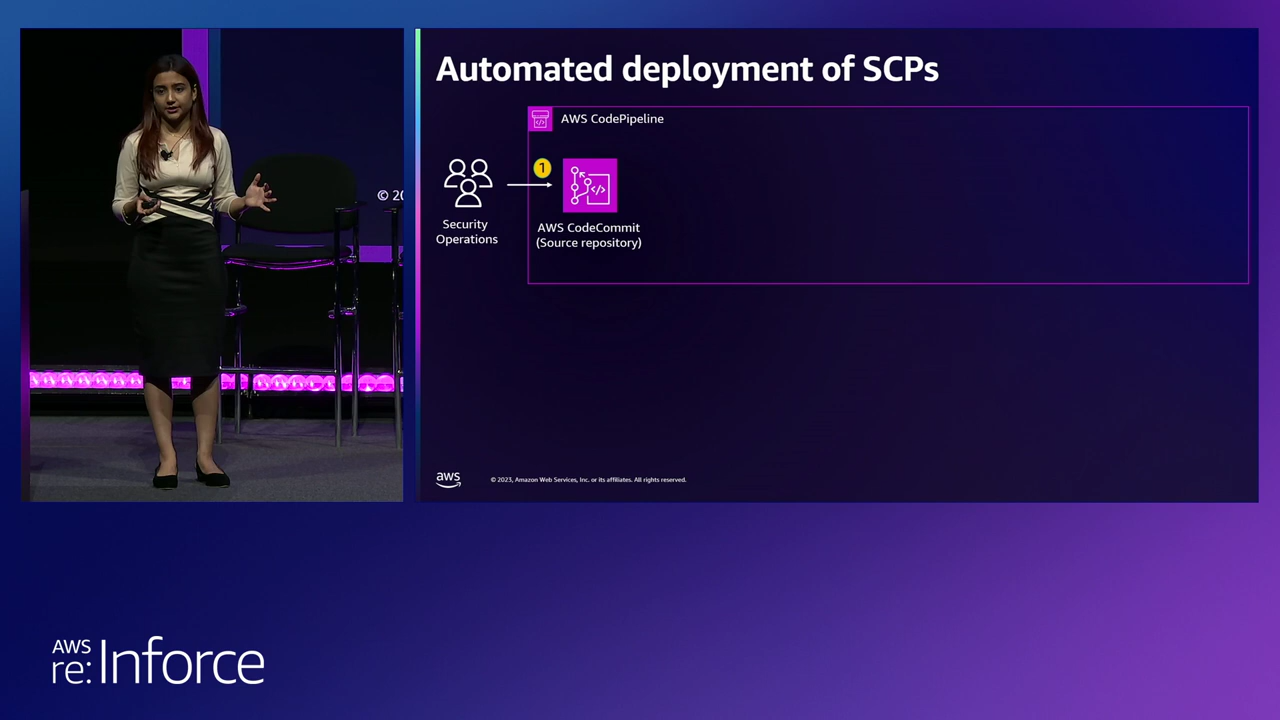 Automated deployment of SCPs
AWS CodePipeline
1
Security
Operations
AWS CodeCommit
(Source repository)
© 20
aws
© 2023, Amazon Web Services, Inc. or its affiliates. All rights reserved.
AWS
re:Inforce